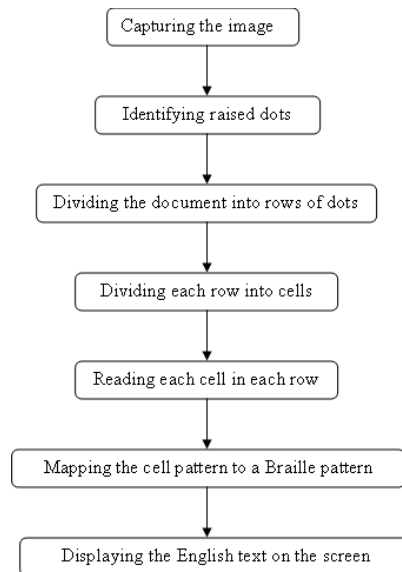 Capturing the image
Identifying raised dots
Dividing the document into rows of dots
Dividing each row into cells
Reading each cell in each row
Mapping the cell pattern to a Braille pattern
Displaying the English text on the screen